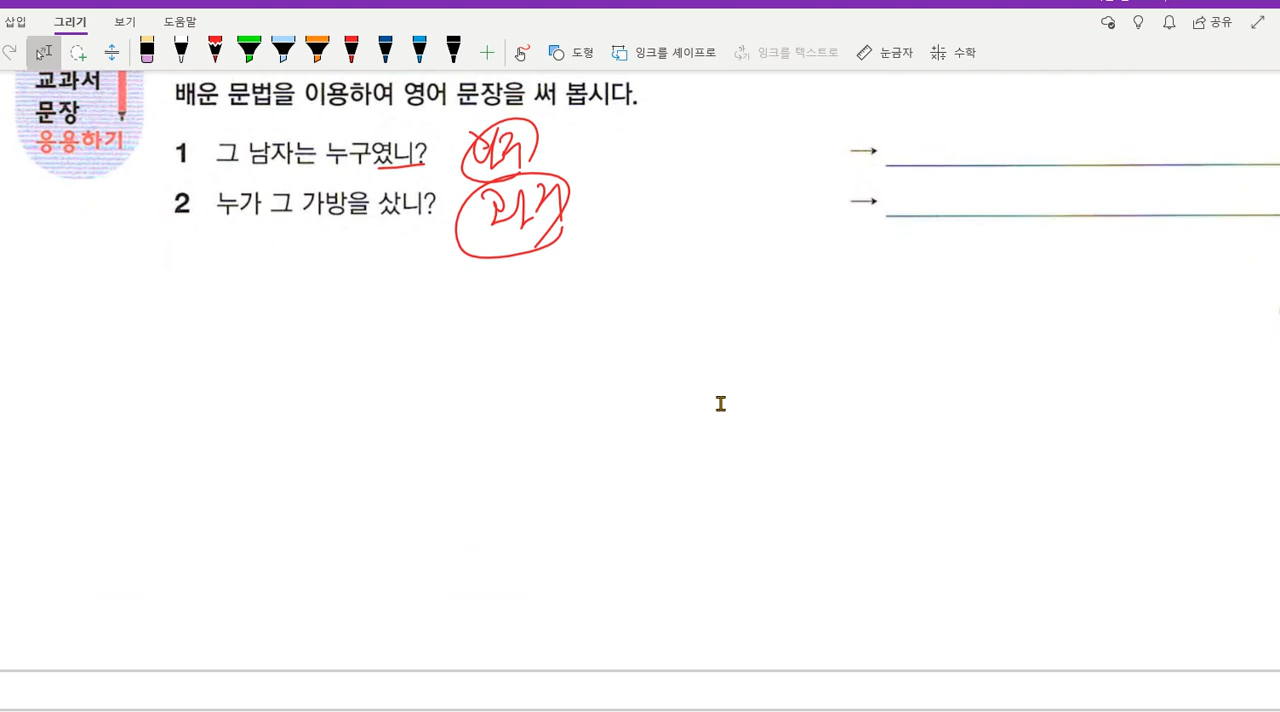 삽입 그리기 보기 도움말
공유
도형 잉크를 셰이프로 잉크를 텍스트로 눈금자 수학
교과서
문장
응용하기
배운 문법을 이용하여 영어 문장을 써 봅시다.
1 그 남자는 누구였니? →
2 누가 그 가방을 샀니? 과거 →